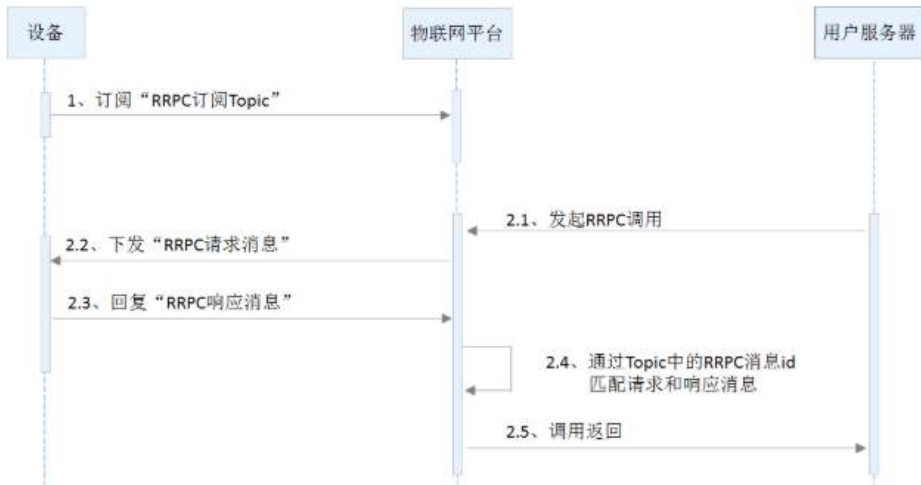 设备
物联网平台
用户服务器
1、订阅“RRPC订阅Topic”
2.1、发起RRPC调用
2.2、下发“RRPC请求消息”
2.3、回复“RRPC响应消息”
2.4、通过Topic中的RRPC消息id
匹配请求和响应消息
2.5、调用返回